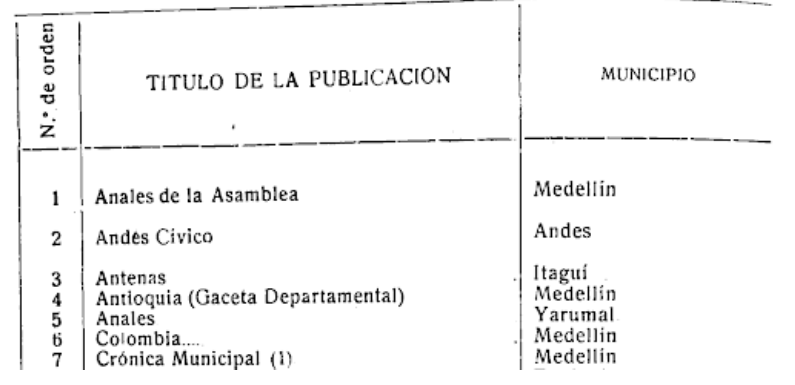 N.º de orden TITULO DE LA PUBLICACION MUNICIPIO
1 Anales de la Asamblea Medellín
2 Andés Cívico Andes
3 Antenas Itaguí
4 Antioquia (Gaceta Departamental) Medellín
5 Anales Yarumal
6 Colombia.... Medellín
7 Crónica Municipal (1) Medellín